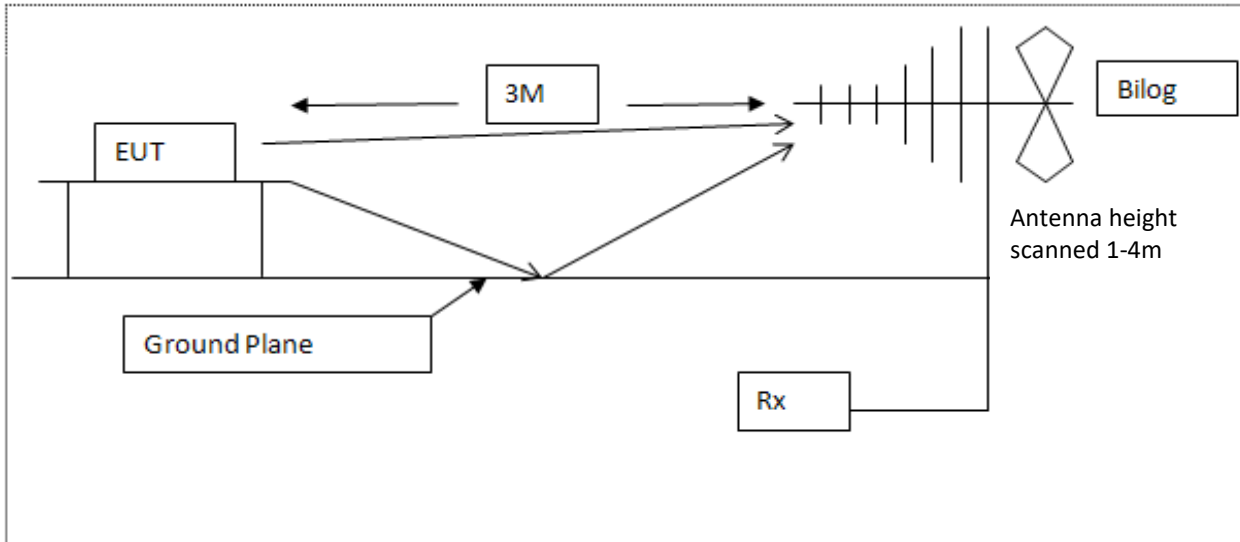 3M
Bilog
EUT
Antenna height
scanned 1-4m
Ground Plane
Rx